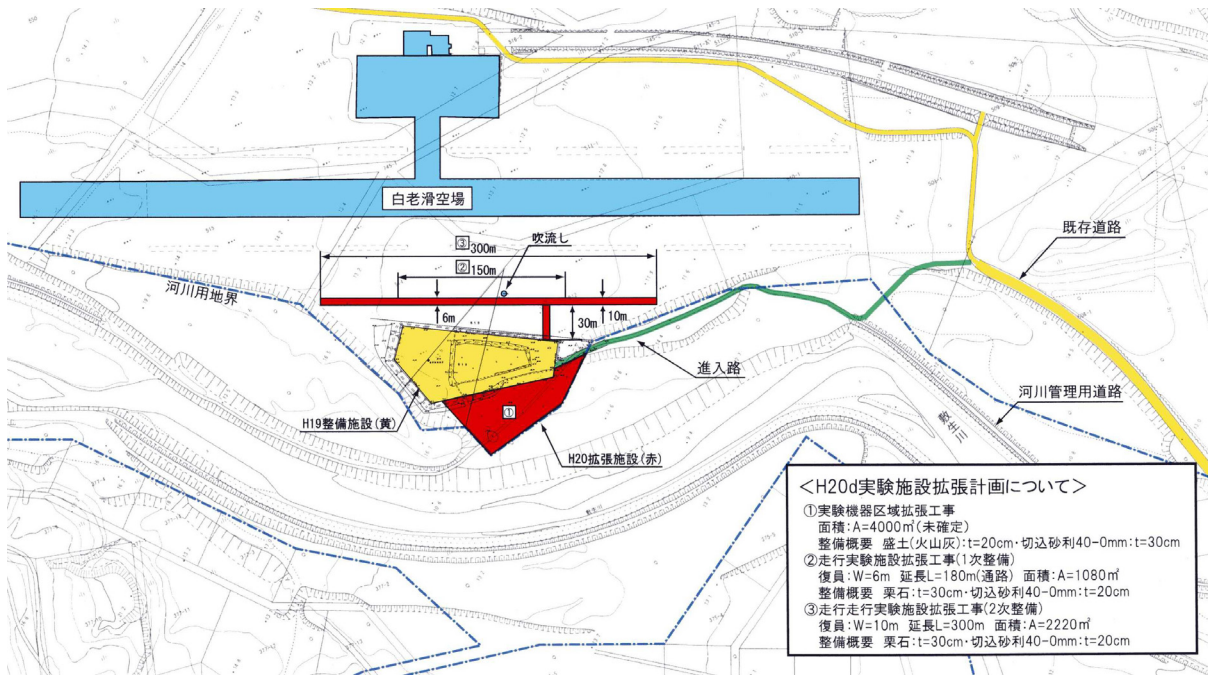 白老滑空場
③300m
吹流し
②150m
既存道路
河川用地界
6m
30m
10m
進入路
H19整備施設(黄)
①
H20拡張施設(赤)
河川管理用道路
敷生川
<H20d実験施設拡張計画について>
①実験機器区域拡張工事
面積:A=4000㎡(未確定)
整備概要 盛土(火山灰):t=20cm・切込砂利40-0mm:t=30cm
②走行実験施設拡張工事(1次整備)
復員:W=6m 延長L=180m(通路) 面積:A=1080㎡
整備概要 栗石:t=30cm・切込砂利40-0mm:t=20cm
③走行走行実験施設拡張工事(2次整備)
復員:W=10m 延長L=300m 面積:A=2220㎡
整備概要 栗石:t=30cm・切込砂利40-0mm:t=20cm